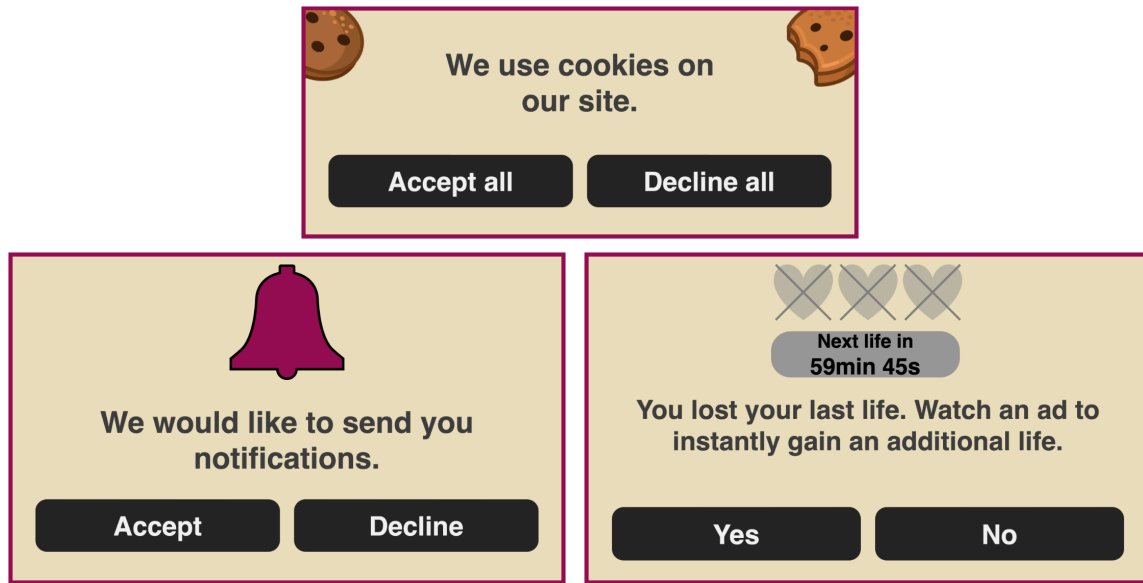 We use cookies on
our site.
Accept all
Decline all
We would like to send you
notifications.
Accept
Decline
Next life in
59min 45s
You lost your last life. Watch an ad to
instantly gain an additional life.
Yes
No